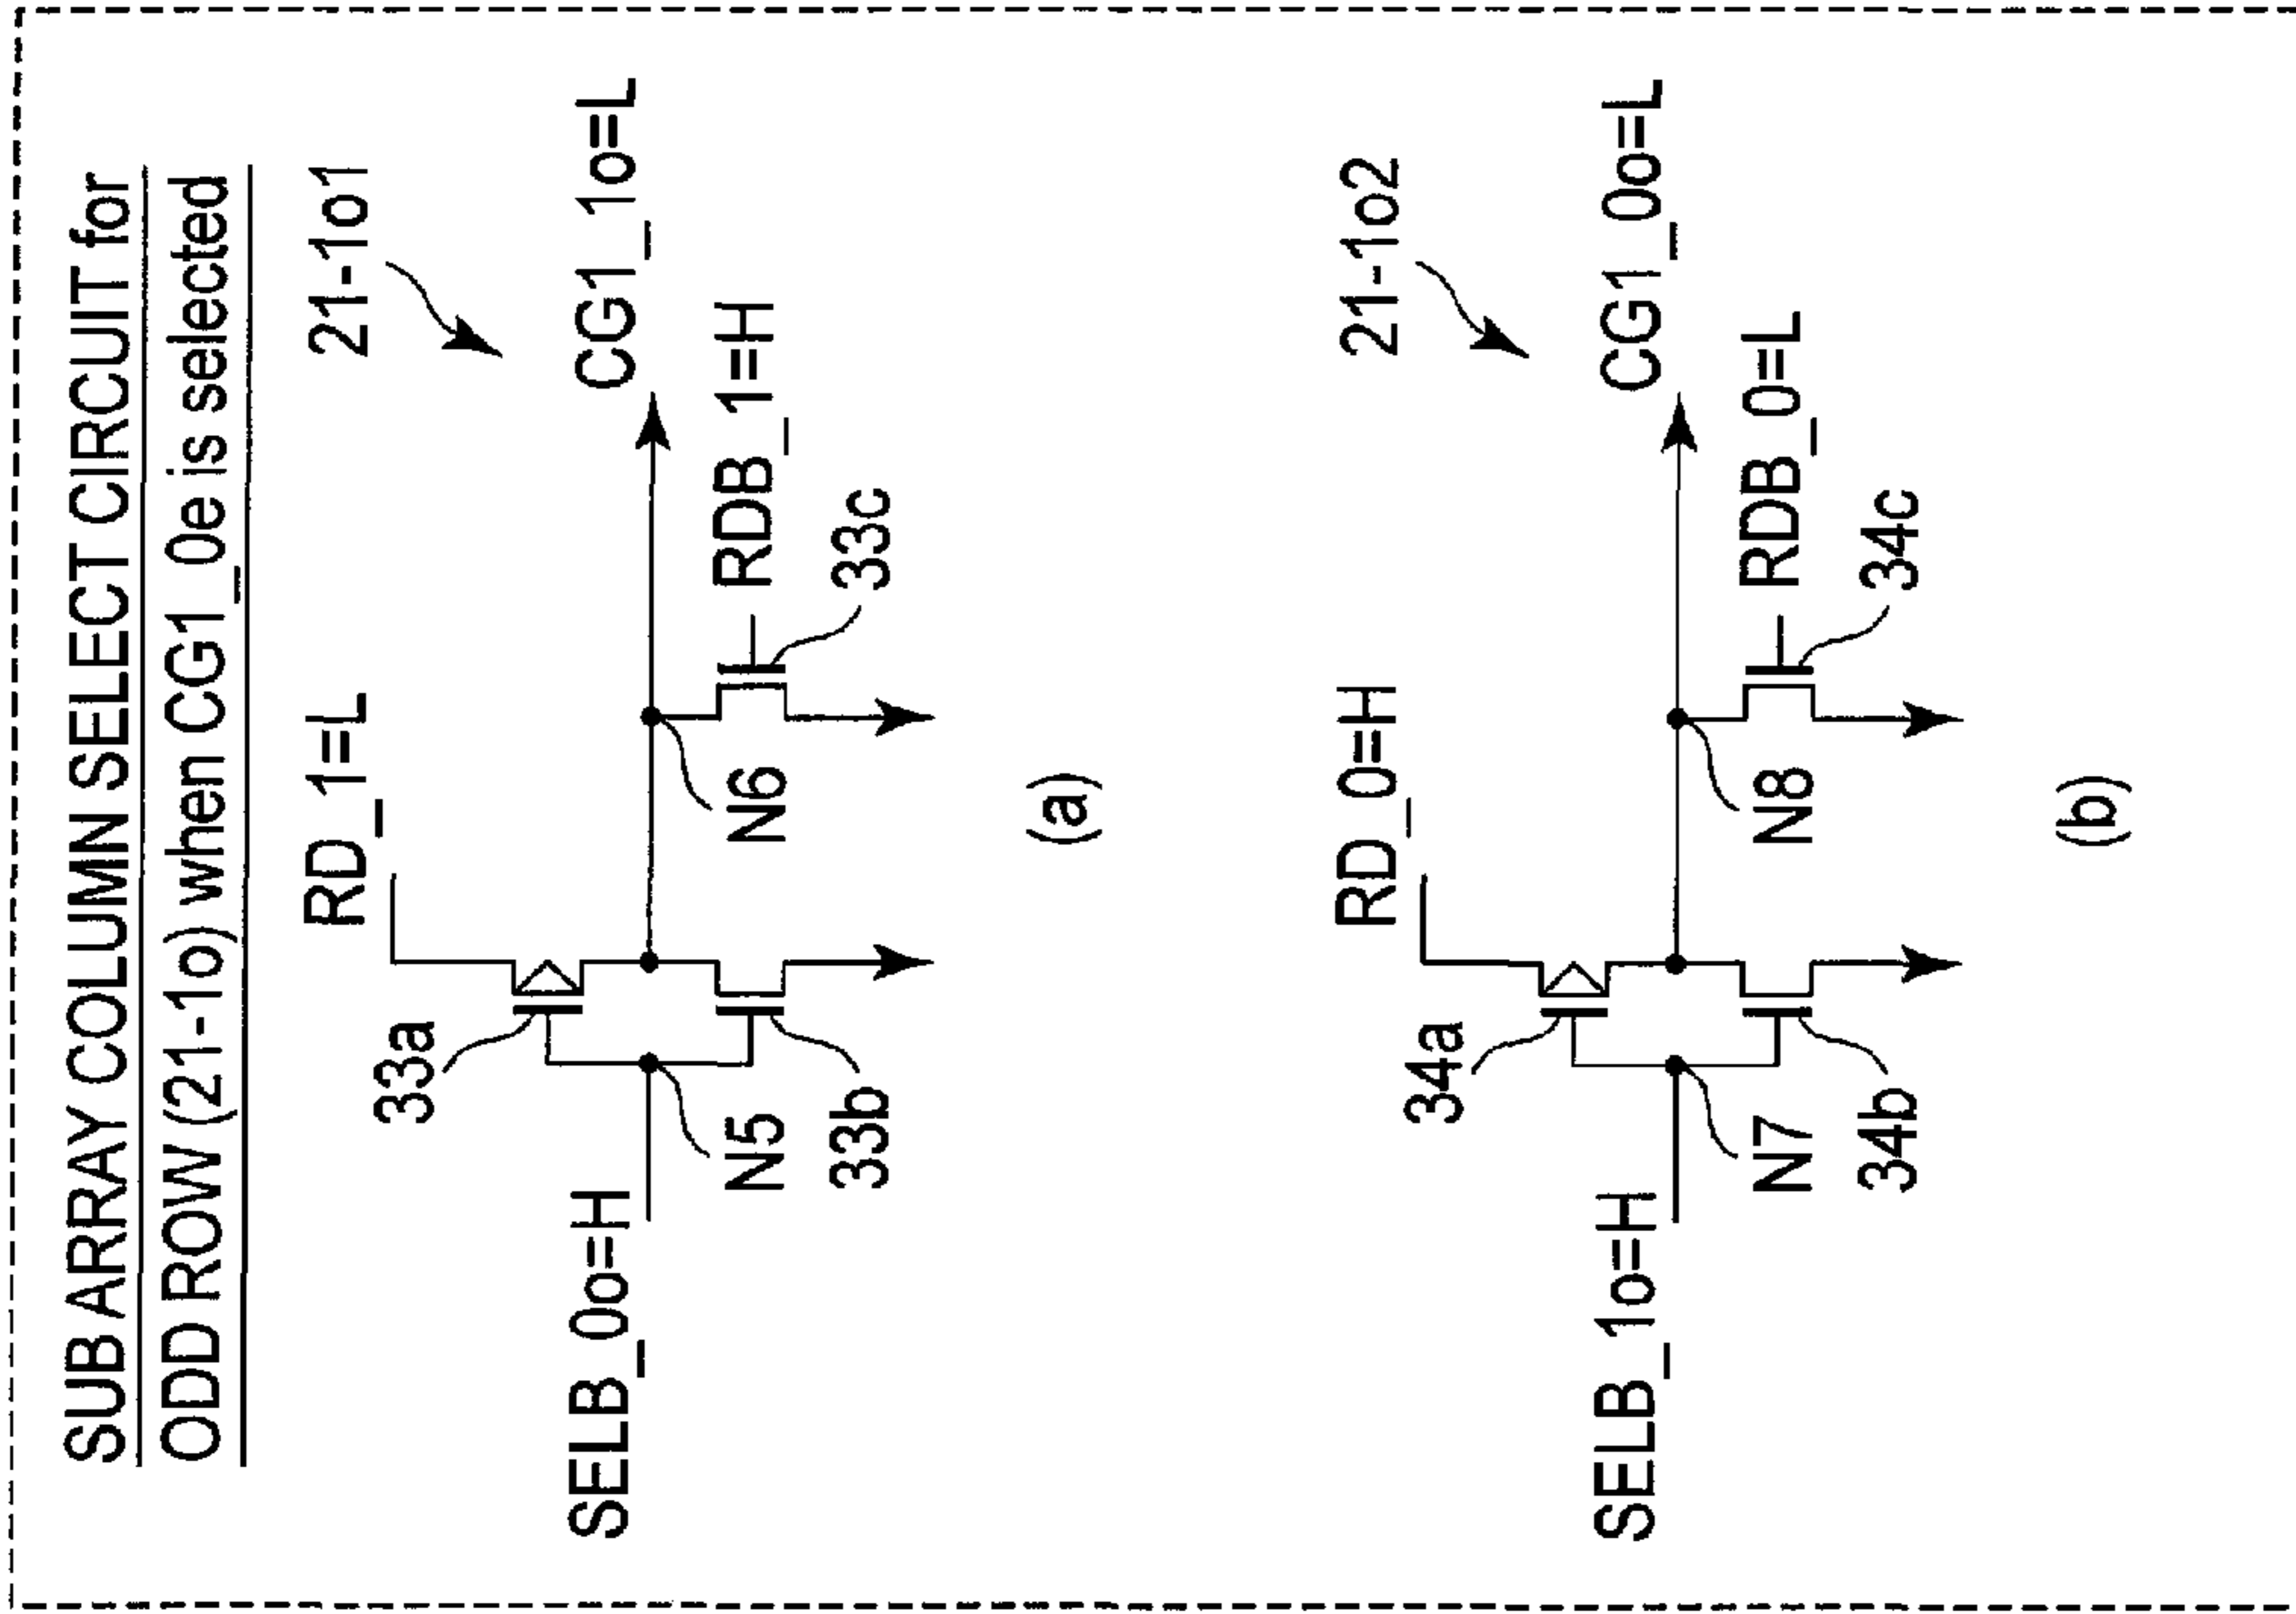 SUB ARRAY COLUMN SELECT CIRCUIT for
ODD ROW (21-1o) when CG1_0e is selected
21-1o1
RD_1=L
33a
SELB_0o=H
CG1_1o=L
N5
N6
RDB_1=H
33b
33c
(a)
21-1o2
RD_0=H
34a
SELB_1o=H
CG1_0o=L
N7
N8
RDB_0=L
34b
34c
(b)